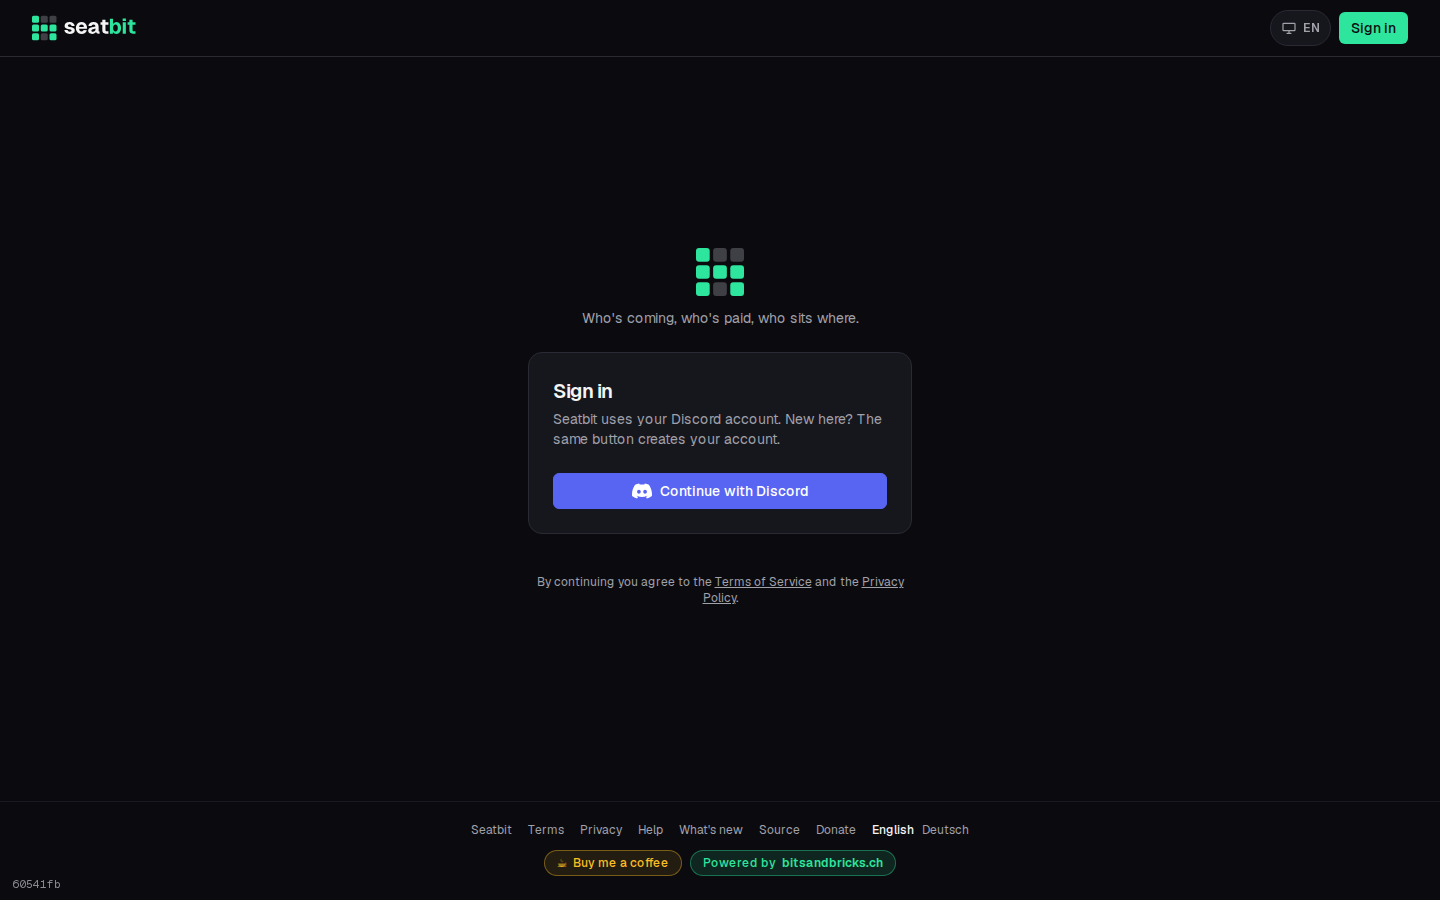 seatbit
EN
Sign in
Who's coming, who's paid, who sits where.
Sign in
Seatbit uses your Discord account. New here? The
same button creates your account.
Continue with Discord
By continuing you agree to the Terms of Service and the Privacy
Policy.
Seatbit Terms Privacy Help What's new Source Donate English Deutsch
Buy me a coffee Powered by bitsandbricks.ch
60541fb